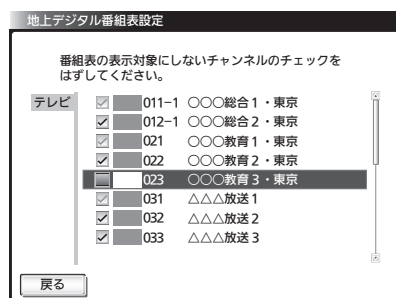 地上デジタル番組表設定
番組表の表示対象にしないチャンネルのチェックを
はずしてください。
テレビ
011-1 ○○○総合1・東京
012-1 ○○○総合2・東京
021 ○○○教育1・東京
022 ○○○教育2・東京
023 ○○○教育3・東京
031 △△△放送1
032 △△△放送2
033 △△△放送3
戻る